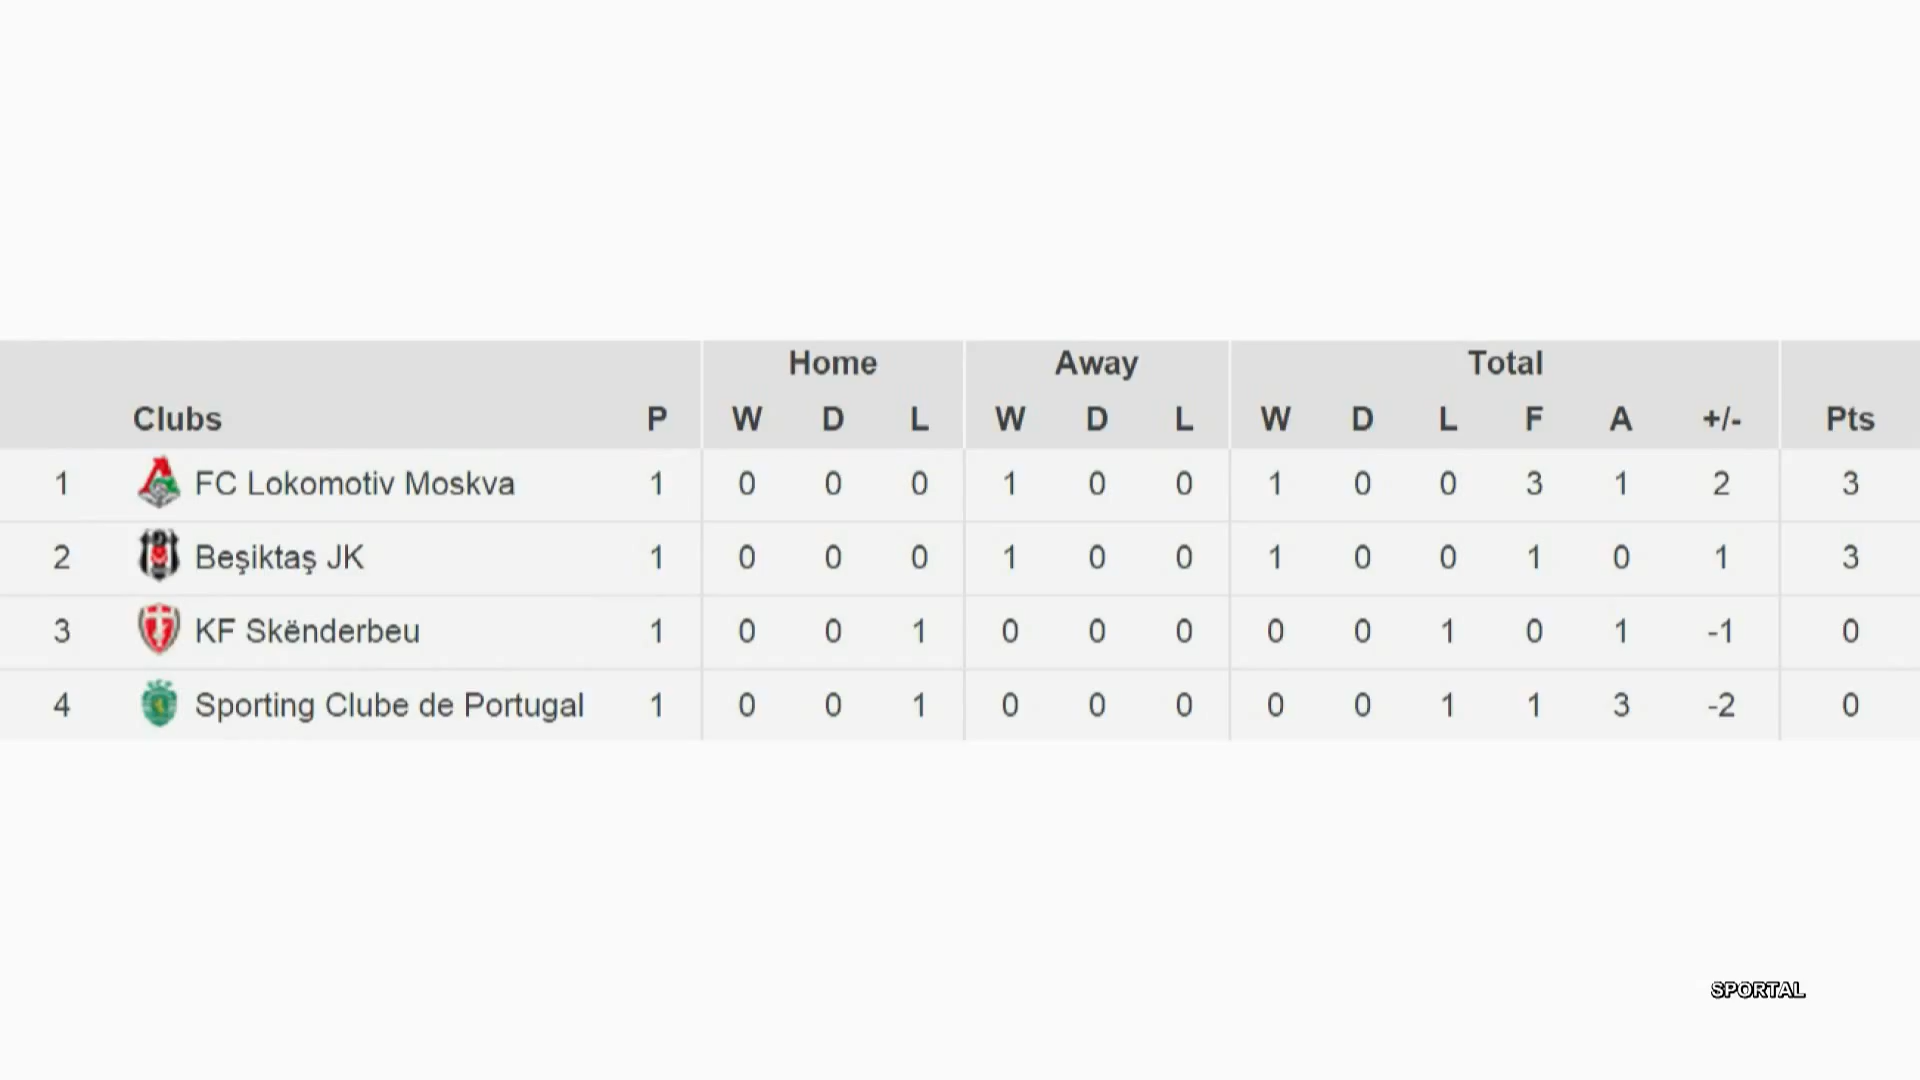 Home Away Total
Clubs P W D L W D L W D L F A +/- Pts
1 FC Lokomotiv Moskva 1 0 0 0 1 0 0 1 0 0 3 1 2 3
2 Beşiktaş JK 1 0 0 0 1 0 0 1 0 0 1 0 1 3
3 KF Skënderbeu 1 0 0 1 0 0 0 0 0 1 0 1 -1 0
4 Sporting Clube de Portugal 1 0 0 1 0 0 0 0 0 1 1 3 -2 0
SPORTAL